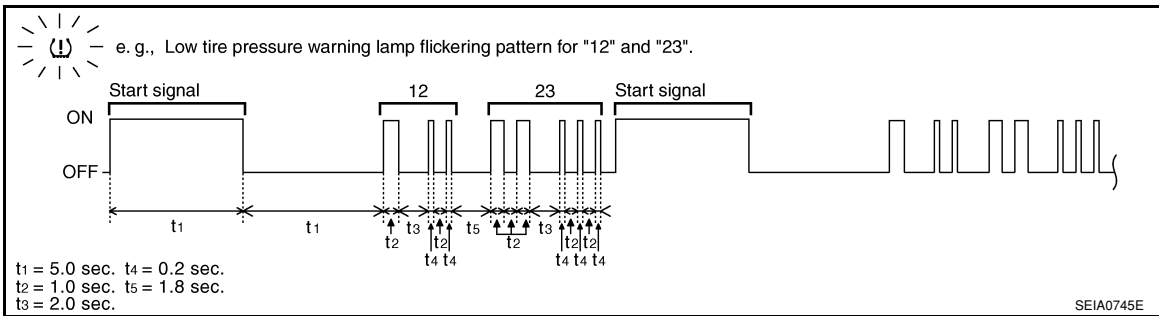 e. g., Low tire pressure warning lamp flickering pattern for "12" and "23".
Start signal 12 23 Start signal
ON
OFF
t1 t1 t3 t5 t3
t2 t2 t2 t2 t2
t4 t4 t4 t4 t4
t1 = 5.0 sec. t4 = 0.2 sec.
t2 = 1.0 sec. t5 = 1.8 sec.
t3 = 2.0 sec.
SEIA0745E